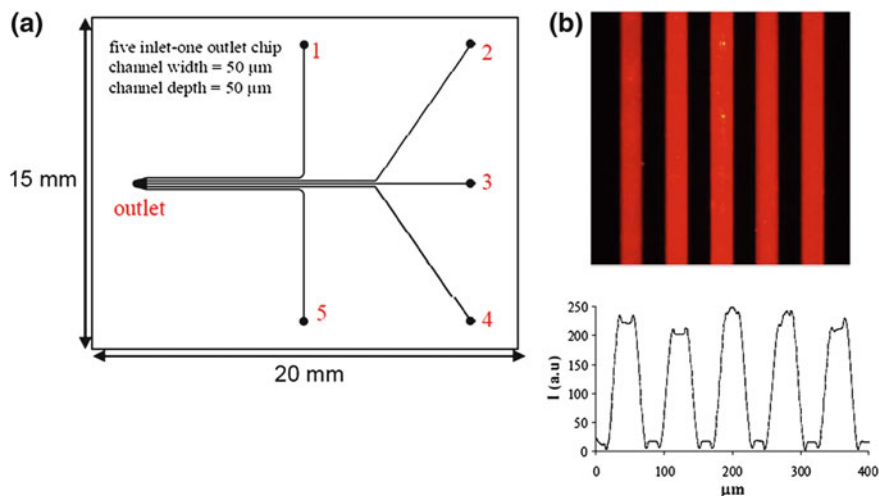 (a)
five inlet-one outlet chip
channel width = 50 µm
channel depth = 50 µm
1
2
3
4
5
outlet
15 mm
20 mm
(b)
I (a.u)
300
250
200
150
100
50
0
0
100
200
300
400
µm